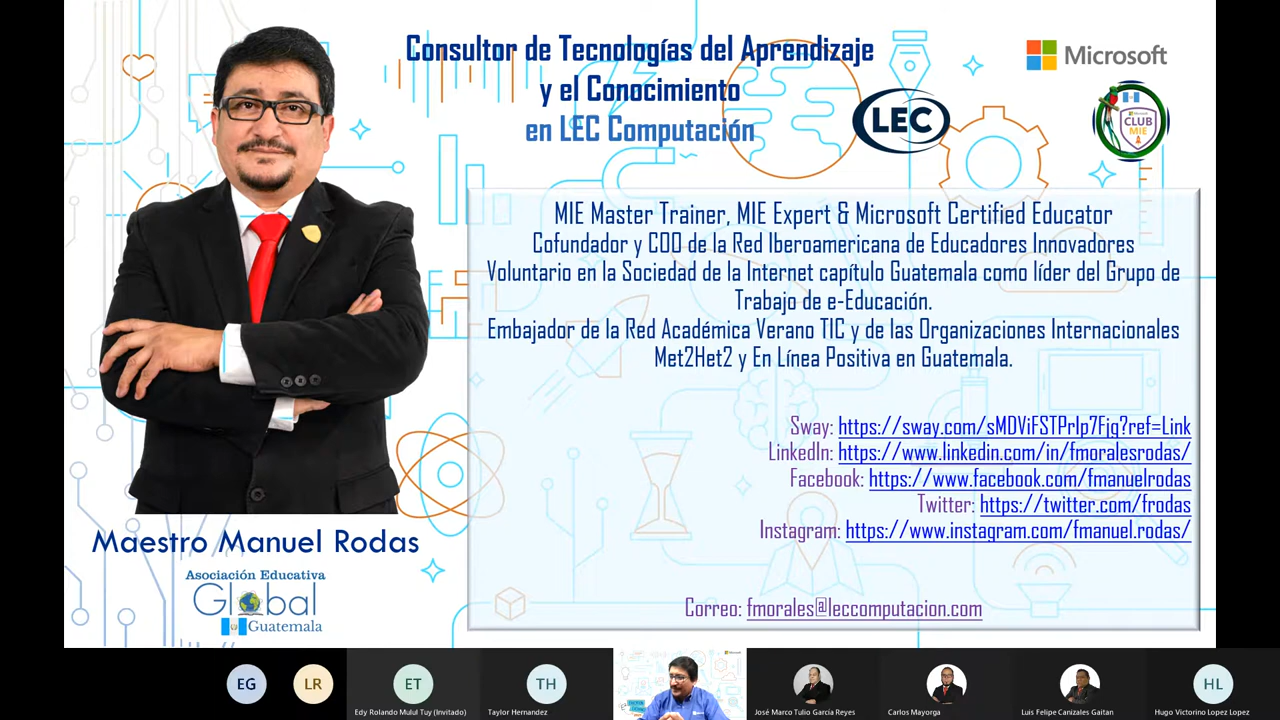 Consultor de Tecnologías del Aprendizaje
y el Conocimiento
en LEC Computación
LEC
Microsoft
CLUB
MIE
MIE Master Trainer, MIE Expert & Microsoft Certified Educator
Cofundador y COO de la Red Iberoamericana de Educadores Innovadores
Voluntario en la Sociedad de la Internet capítulo Guatemala como líder del Grupo de
Trabajo de e-Educación.
Embajador de la Red Académica Verano TIC y de las Organizaciones Internacionales
Met2Het2 y En Línea Positiva en Guatemala.
Sway: https://sway.com/sMDViFSTPrlp7Fjq?ref=Link
LinkedIn: https://www.linkedin.com/in/fmoralesrodas/
Facebook: https://www.facebook.com/fmanuelrodas
Twitter: https://twitter.com/frodas
Instagram: https://www.instagram.com/fmanuel.rodas/
Correo: fmorales@leccomputacion.com
Maestro Manuel Rodas
Asociación Educativa
Global
Guatemala
EG
LR
ET
TH
HL
Edy Rolando Mulul Tuy (Invitado)
Taylor Hernandez
José Marco Tulio García Reyes
Carlos Mayorga
Luis Felipe Canizales Gaitan
Hugo Victorino Lopez Lopez